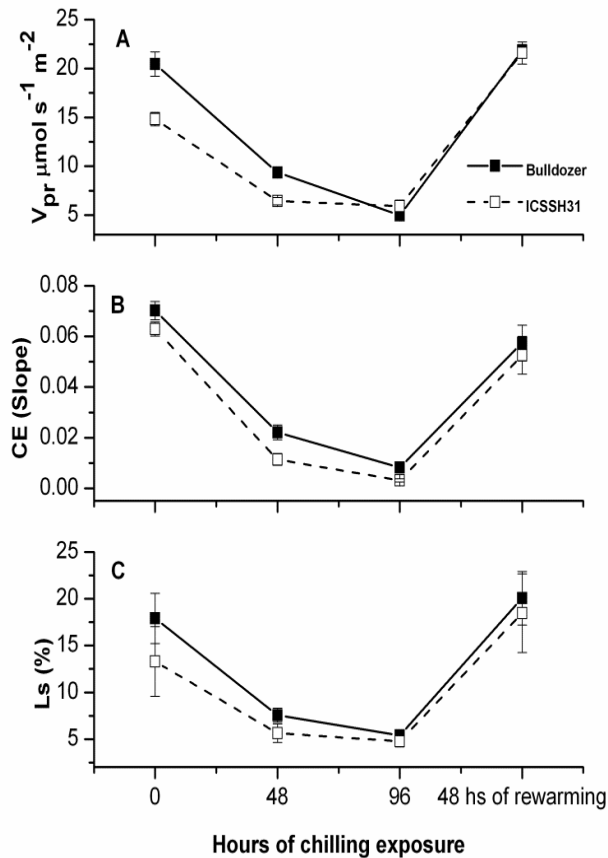 A
25
20
15
10
5
Vpr μmol s-1 m-2
Bulldozer
ICSSH31
B
0.08
0.06
0.04
0.02
0.00
CE (Slope)
C
25
20
15
10
5
Ls (%)
0 48 96 48 hs of rewarming
Hours of chilling exposure